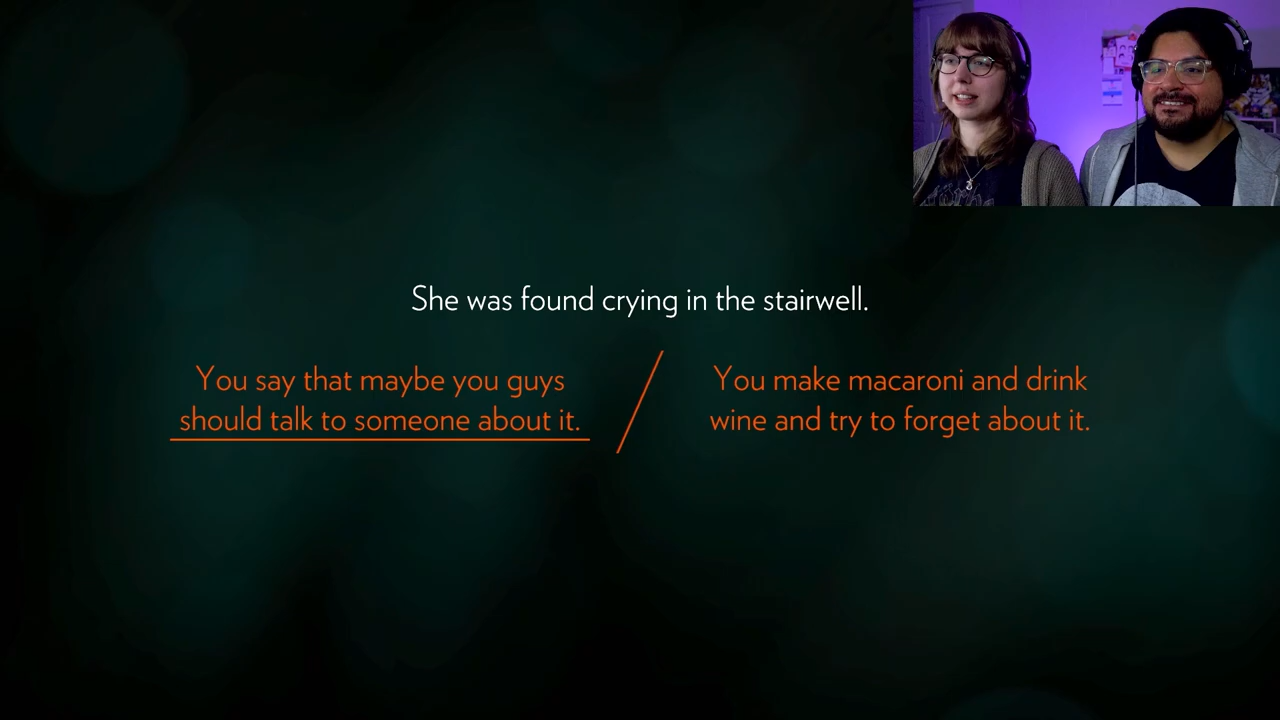 She was found crying in the stairwell.
You say that maybe you guys
should talk to someone about it.
You make macaroni and drink
wine and try to forget about it.